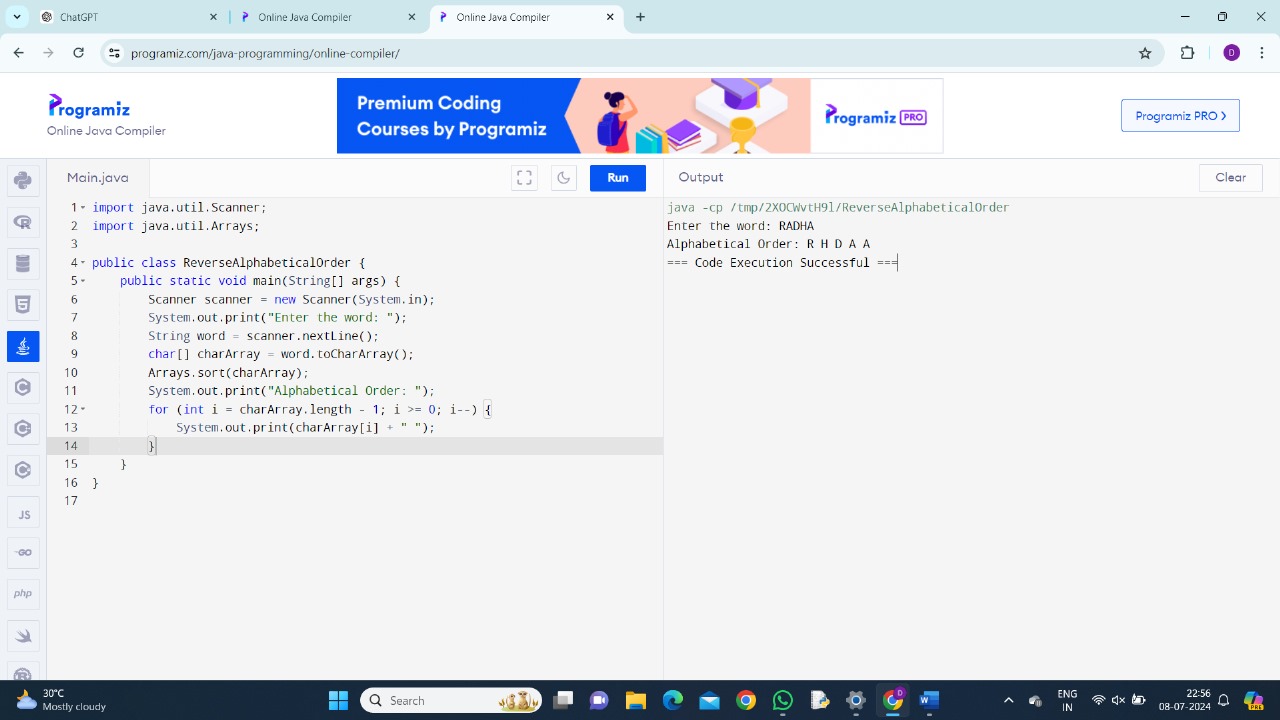 ChatGPT
Online Java Compiler
Online Java Compiler
programiz.com/java-programming/online-compiler/
D
Programiz
Online Java Compiler
Premium Coding
Courses by Programiz
Programiz PRO
Programiz PRO
Main.java
Run
Output
Clear
1 import java.util.Scanner;
2 import java.util.Arrays;
3
4 public class ReverseAlphabeticalOrder {
5 public static void main(String[] args) {
6 Scanner scanner = new Scanner(System.in);
7 System.out.print("Enter the word: ");
8 String word = scanner.nextLine();
9 char[] charArray = word.toCharArray();
10 Arrays.sort(charArray);
11 System.out.print("Alphabetical Order: ");
12 for (int i = charArray.length - 1; i >= 0; i--) {
13 System.out.print(charArray[i] + " ");
14 }
15 }
16 }
17
java -cp /tmp/2XOCWvtH9l/ReverseAlphabeticalOrder
Enter the word: RADHA
Alphabetical Order: R H D A A
=== Code Execution Successful ===
JS
GO
php
30°C
Mostly cloudy
Search
D
W
ENG
IN
22:56
08-07-2024
PRE